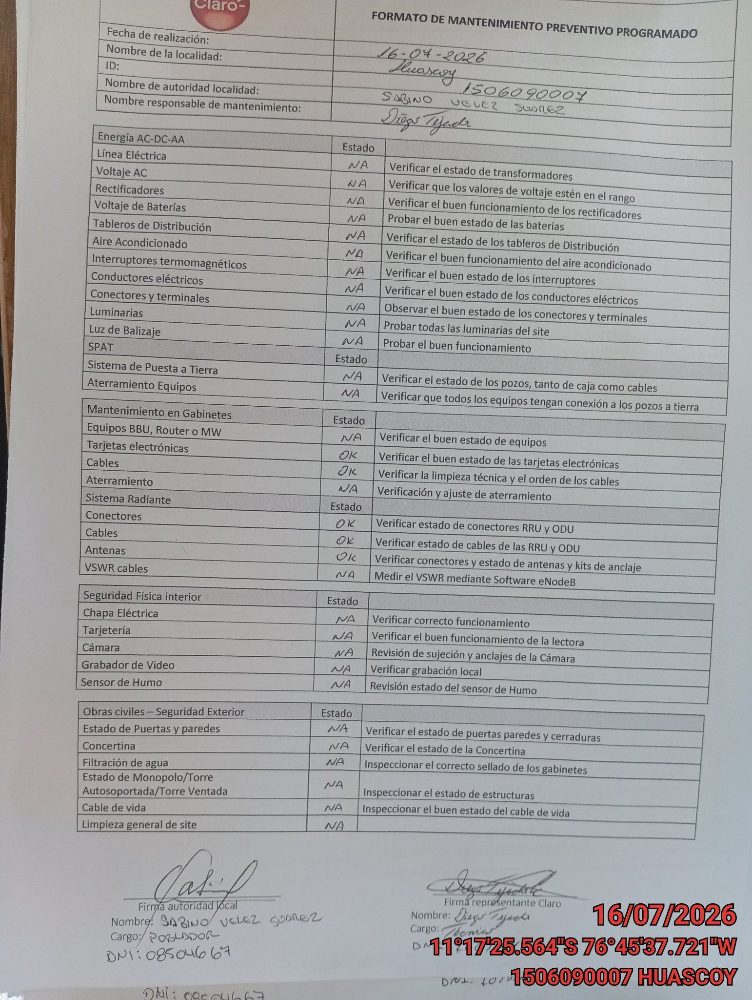 Claro
FORMATO DE MANTENIMIENTO PREVENTIVO PROGRAMADO
Fecha de realización: 16-07-2026
Nombre de la localidad: Huascoy
ID: 1506090007
Nombre de autoridad localidad: SABINO VELEZ SUAREZ
Nombre responsable de mantenimiento: Diego Tejada
Energía AC-DC-AA Estado
Línea Eléctrica NA Verificar el estado de transformadores
Voltaje AC NA Verificar que los valores de voltaje estén en el rango
Rectificadores NA Verificar el buen funcionamiento de los rectificadores
Voltaje de Baterías NA Probar el buen estado de las baterías
Tableros de Distribución NA Verificar el estado de los tableros de Distribución
Aire Acondicionado NA Verificar el buen funcionamiento del aire acondicionado
Interruptores termomagnéticos NA Verificar el buen estado de los interruptores
Conductores eléctricos NA Verificar el buen estado de los conductores eléctricos
Conectores y terminales NA Observar el buen estado de los conectores y terminales
Luminarias NA Probar todas las luminarias del site
Luz de Balizaje NA Probar el buen funcionamiento
SPAT Estado
Sistema de Puesta a Tierra NA Verificar el estado de los pozos, tanto de caja como cables
Aterramiento Equipos NA Verificar que todos los equipos tengan conexión a los pozos a tierra
Mantenimiento en Gabinetes Estado
Equipos BBU, Router o MW NA Verificar el buen estado de equipos
Tarjetas electrónicas OK Verificar el buen estado de las tarjetas electrónicas
Cables OK Verificar la limpieza técnica y el orden de los cables
Aterramiento NA Verificación y ajuste de aterramiento
Sistema Radiante Estado
Conectores OK Verificar estado de conectores RRU y ODU
Cables OK Verificar estado de cables de las RRU y ODU
Antenas OK Verificar conectores y estado de antenas y kits de anclaje
VSWR cables NA Medir el VSWR mediante Software eNodeB
Seguridad Física interior Estado
Chapa Eléctrica NA Verificar correcto funcionamiento
Tarjetería NA Verificar el buen funcionamiento de la lectora
Cámara NA Revisión de sujeción y anclajes de la Cámara
Grabador de Video NA Verificar grabación local
Sensor de Humo NA Revisión estado del sensor de Humo
Obras civiles – Seguridad Exterior Estado
Estado de Puertas y paredes NA Verificar el estado de puertas paredes y cerraduras
Concertina NA Verificar el estado de la Concertina
Filtración de agua NA Inspeccionar el correcto sellado de los gabinetes
Estado de Monopolo/Torre
Autosoportada/Torre Ventada NA Inspeccionar el estado de estructuras
Cable de vida NA Inspeccionar el buen estado del cable de vida
Limpieza general de site NA
Firma autoridad local
Nombre: SABINO VELEZ SUAREZ
Cargo: POBLADOR
DNI: 08504667
Diego Tejada
Firma representante Claro
Nombre: Diego Tejada
Cargo: Técnico
16/07/2026
11°17'25.564"S 76°45'37.721"W
1506090007 HUASCOY
DNI: 08504667
DNI: